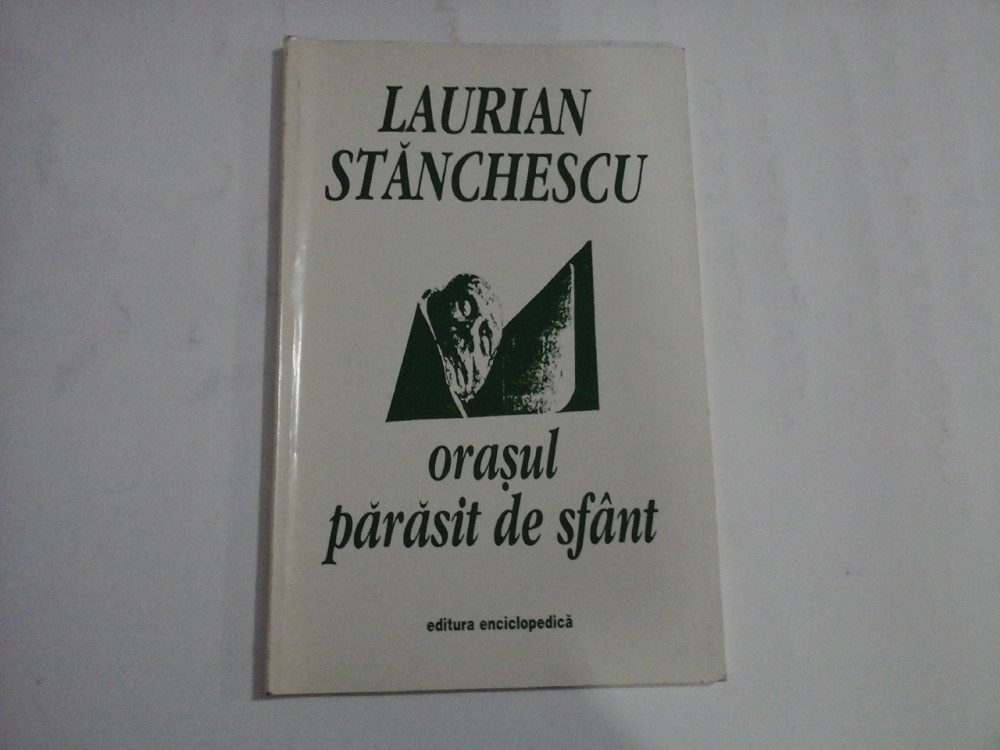 LAURIAN
STĂNCHESCU
orașul
părăsit de sfânt
editura enciclopedică